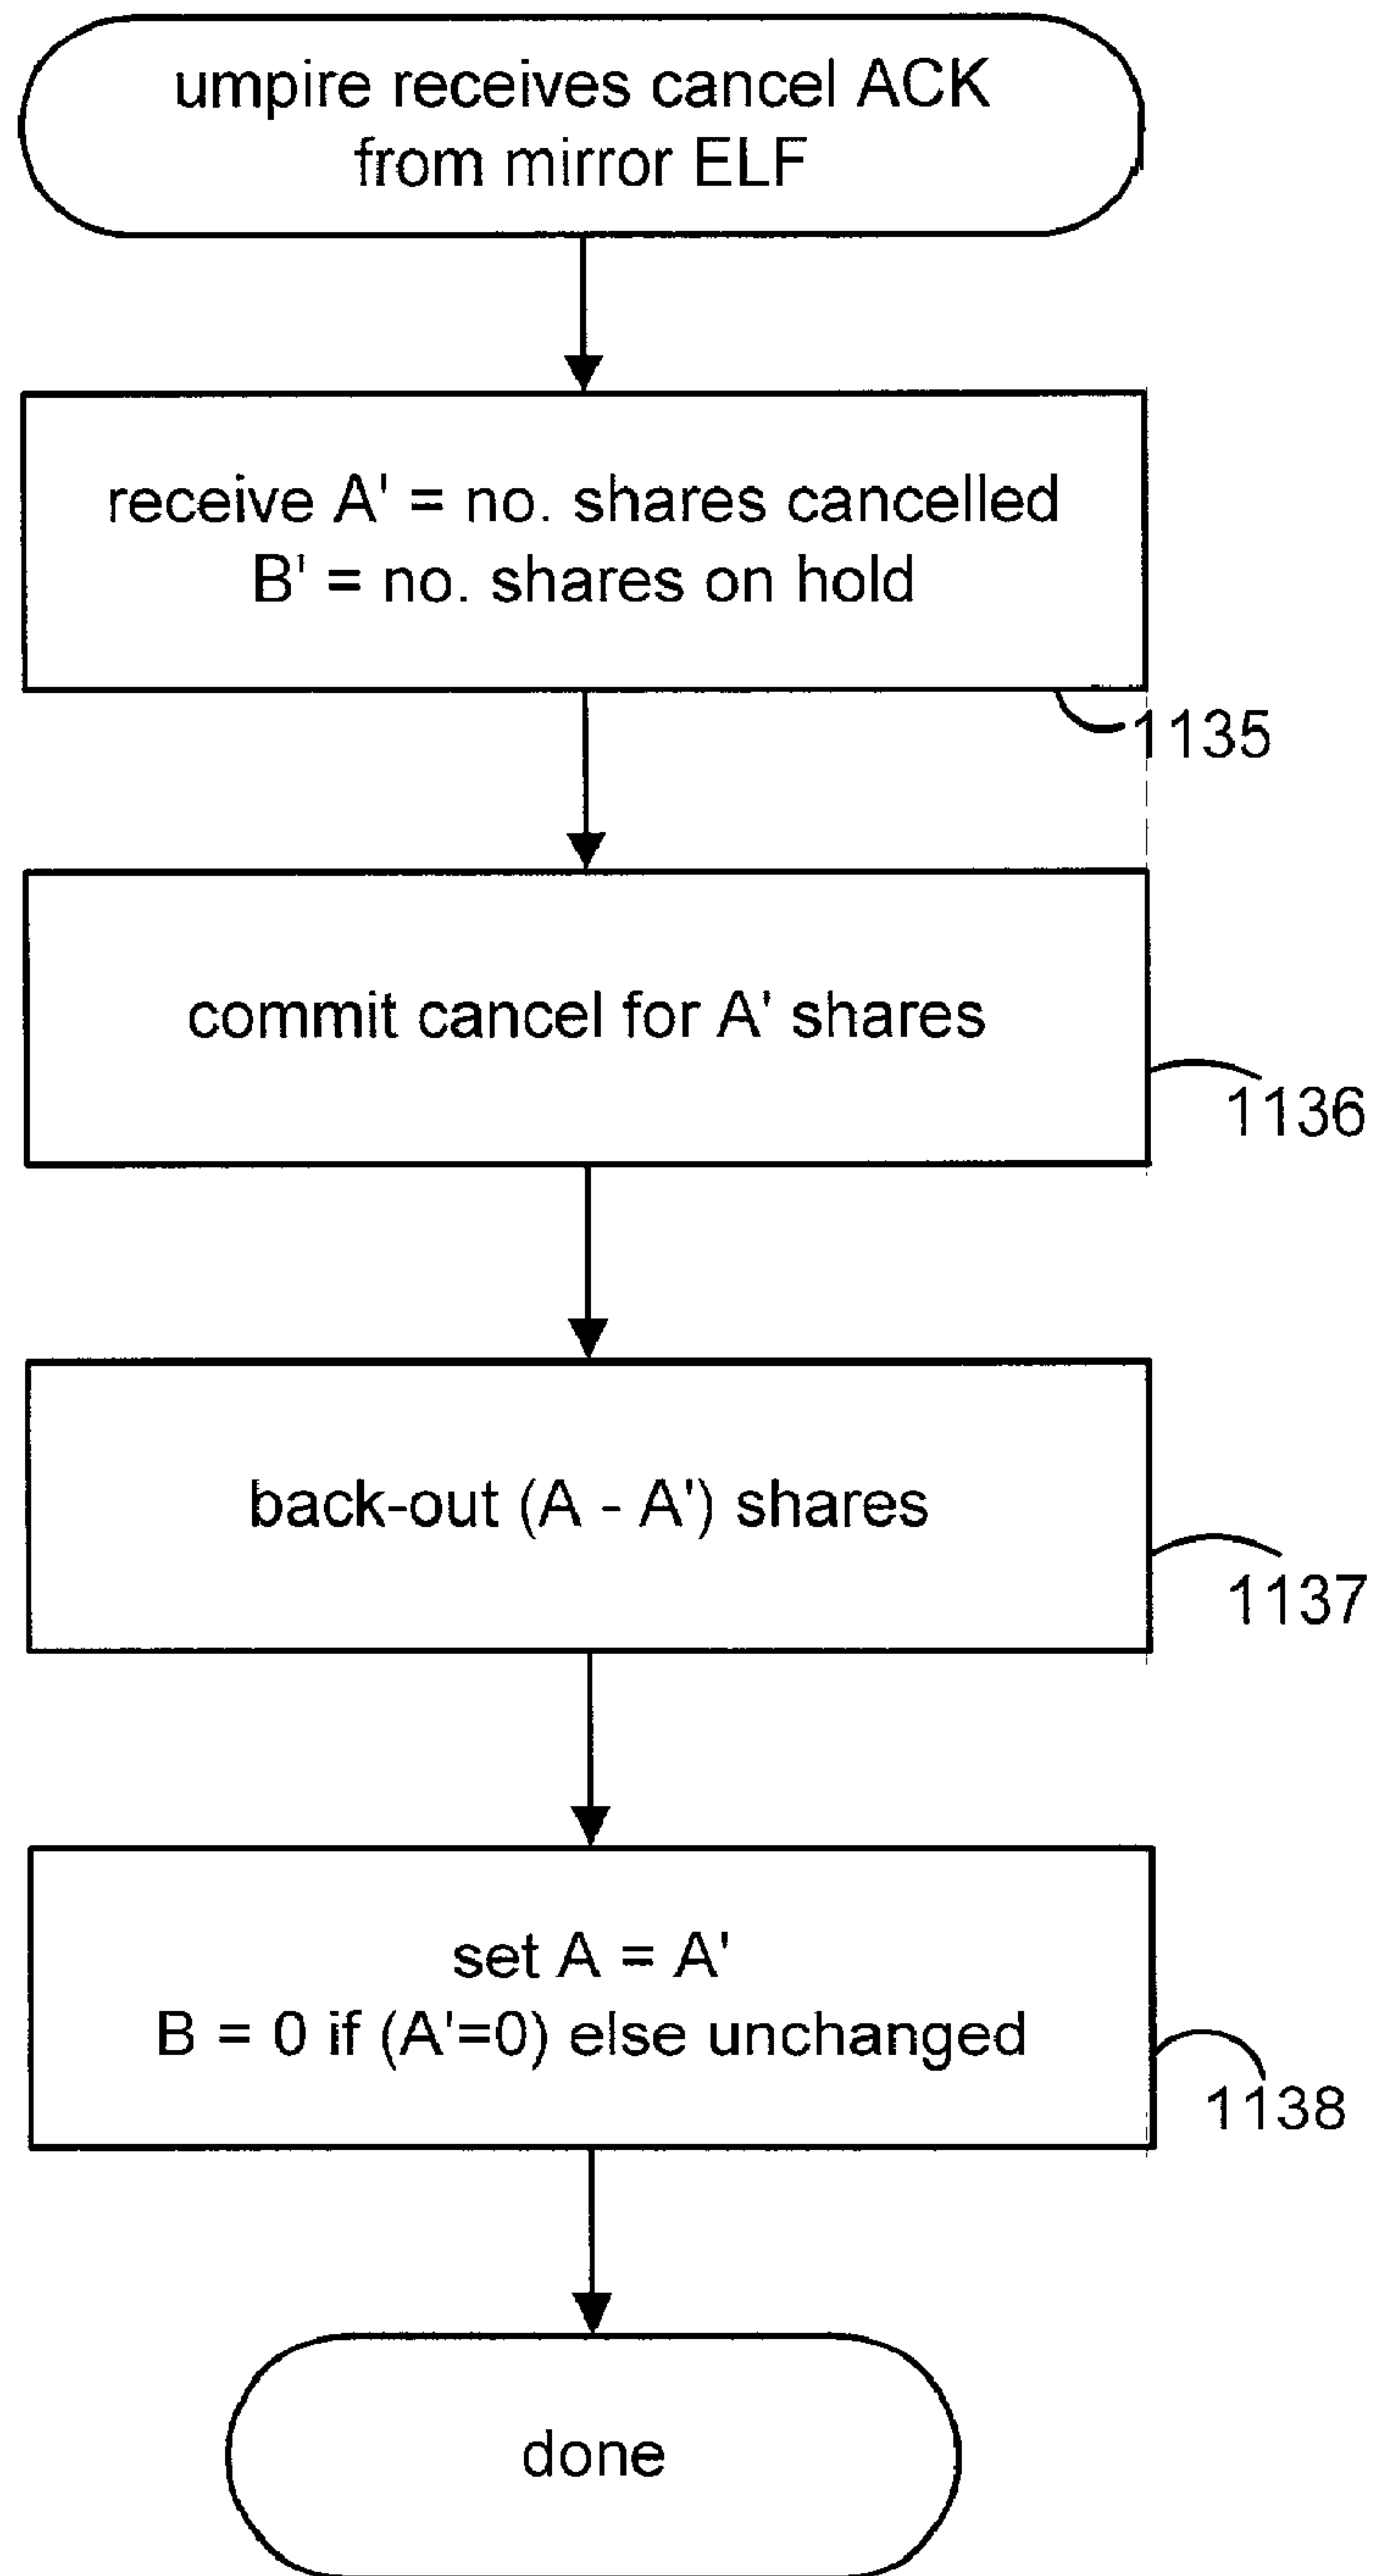 umpire receives cancel ACK
from mirror ELF
receive A' = no. shares cancelled
B' = no. shares on hold
1135
commit cancel for A' shares
1136
back-out (A - A') shares
1137
set A = A'
B = 0 if (A'=0) else unchanged
1138
done